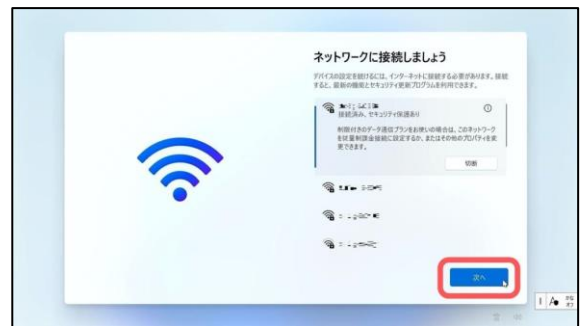 ネットワークに接続しましょう
デバイスの設定を続けるには、インターネットに接続する必要があります。接続
すると、最新の機能とセキュリティ更新プログラムを利用できます。
接続済み、セキュリティ保護あり
制限付きのデータ通信プランをお使いの場合は、このネットワーク
を従量制課金接続に設定するか、またはその他のプロパティを変
更できます。
切断
次へ
A